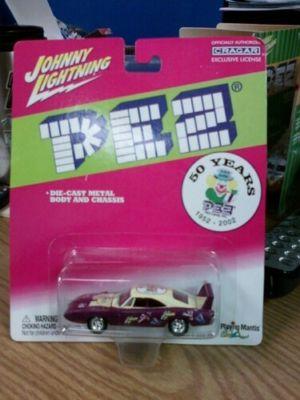 JOHNNY
LIGHTNING
OFFICIALLY AUTHORIZED
CRAGAR
EXCLUSIVE LICENSE
PEZ®
• DIE-CAST METAL
BODY AND CHASSIS
50 YEARS
PEZ
1952 - 2002
WARNING:
CHOKING HAZARD
Playing Mantis